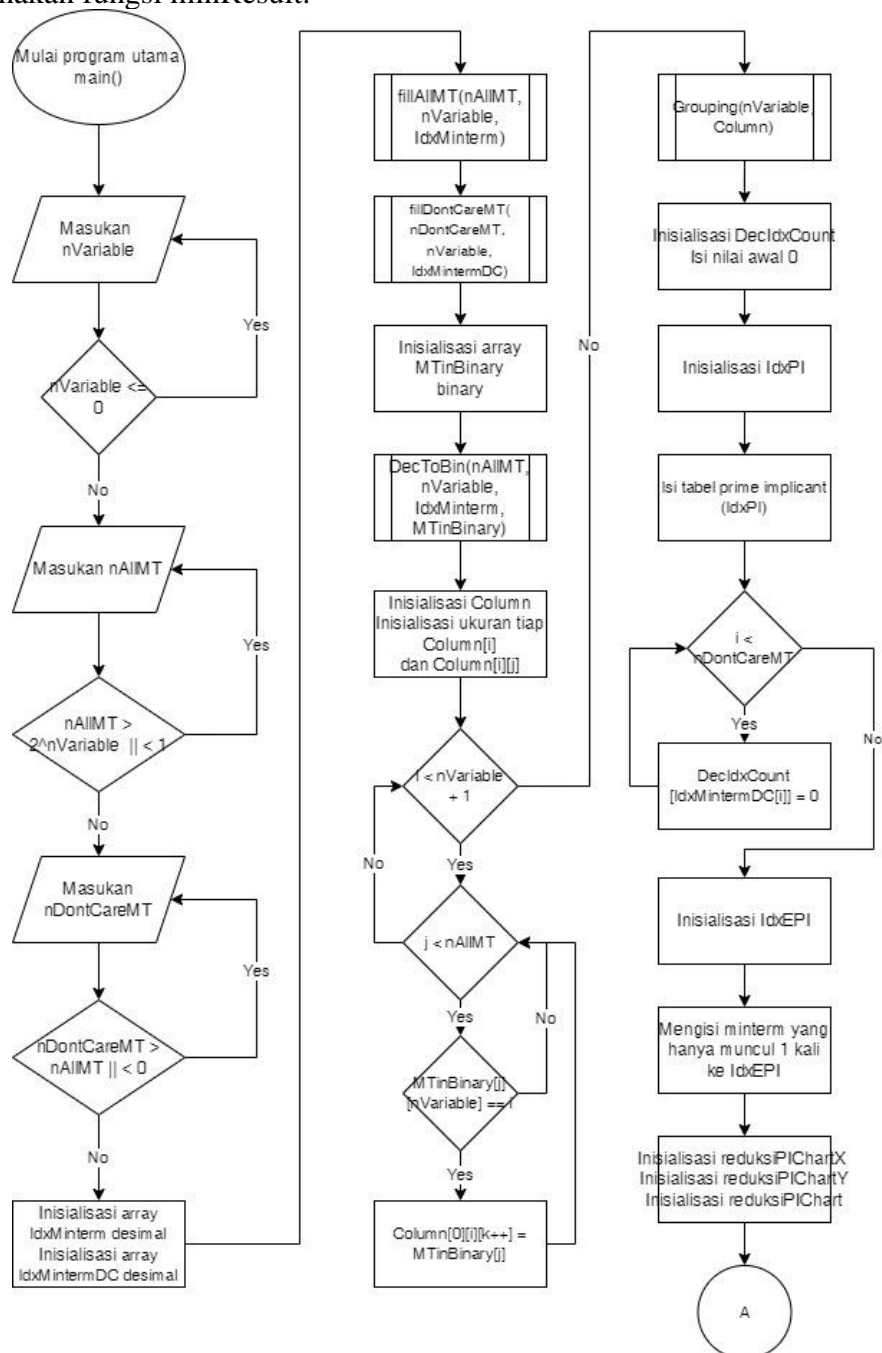 nakan fungsi minResult.
Mulai program utama
main()
Masukan
nVariable
Yes
nVariable <=
0
No
Masukan nAllMT
Yes
nAllMT >
2^nVariable || < 1
No
Masukan
nDontCareMT
Yes
nDontCareMT >
nAllMT || < 0
No
Inisialisasi array
IdxMinterm desimal
Inisialisasi array
IdxMintermDC desimal
fillAllMT(nAllMT,
nVariable,
IdxMinterm)
fillDontCareMT(
nDontCareMT,
nVariable,
IdxMintermDC)
Inisialisasi array
MTinBinary
binary
DecToBin(nAllMT,
nVariable,
IdxMinterm,
MTinBinary)
Inisialisasi Column
Inisialisasi ukuran tiap
Column[i]
dan Column[i][j]
i < nVariable
+ 1
No
Yes
No
j < nAllMT
Yes
No
MTinBinary[j]
[nVariable] == i
Yes
Column[0][i][k++] =
MTinBinary[j]
Grouping(nVariable,
Column)
Inisialisasi DecIdxCount
Isi nilai awal 0
Inisialisasi IdxPI
Isi tabel prime implicant
(IdxPI)
i <
nDontCareMT
Yes
No
DecIdxCount
[IdxMintermDC[i]] = 0
Inisialisasi IdxEPI
Mengisi minterm yang
hanya muncul 1 kali
ke IdxEPI
Inisialisasi reduksiPIChartX
Inisialisasi reduksiPIChartY
Inisialisasi reduksiPIChart
A